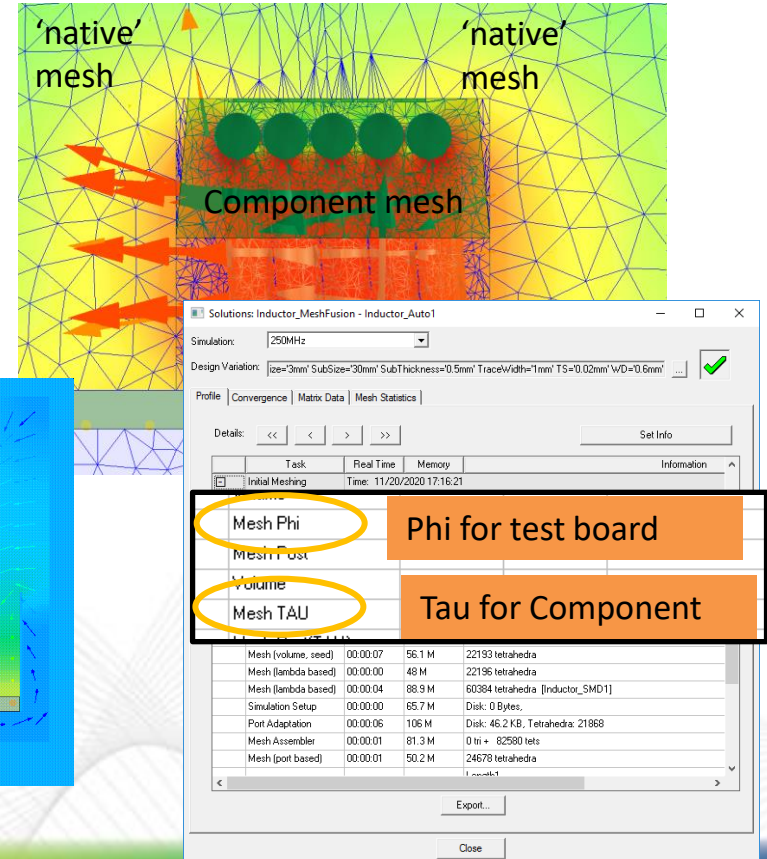 'native'
mesh
'native'
mesh
Component mesh
Solutions: Inductor_MeshFusion - Inductor_Auto1
Simulation: 250MHz
Design Variation: ize='3mm' SubSize='30mm' SubThickness='0.5mm' TraceWidth='1mm' TS='0.02mm' WD='0.6mm' ...
Profile Convergence Matrix Data Mesh Statistics
Details: << < > >> Set Info
Task Real Time Memory Information
Initial Meshing Time: 11/20/2020 17:16:21
Mesh Phi
Phi for test board
Mesh Post
Volume
Mesh TAU
Tau for Component
Mesh (volume, seed) 00:00:07 56.1 M 22193 tetrahedra
Mesh (lambda based) 00:00:00 48 M 22196 tetrahedra
Mesh (lambda based) 00:00:04 88.9 M 60384 tetrahedra [Inductor_SMD1]
Simulation Setup 00:00:00 65.7 M Disk: 0 Bytes,
Port Adaptation 00:00:06 106 M Disk: 46.2 KB, Tetrahedra: 21868
Mesh Assembler 00:00:01 81.3 M 0 tri + 82580 tets
Mesh (port based) 00:00:01 50.2 M 24678 tetrahedra
Export...
Close